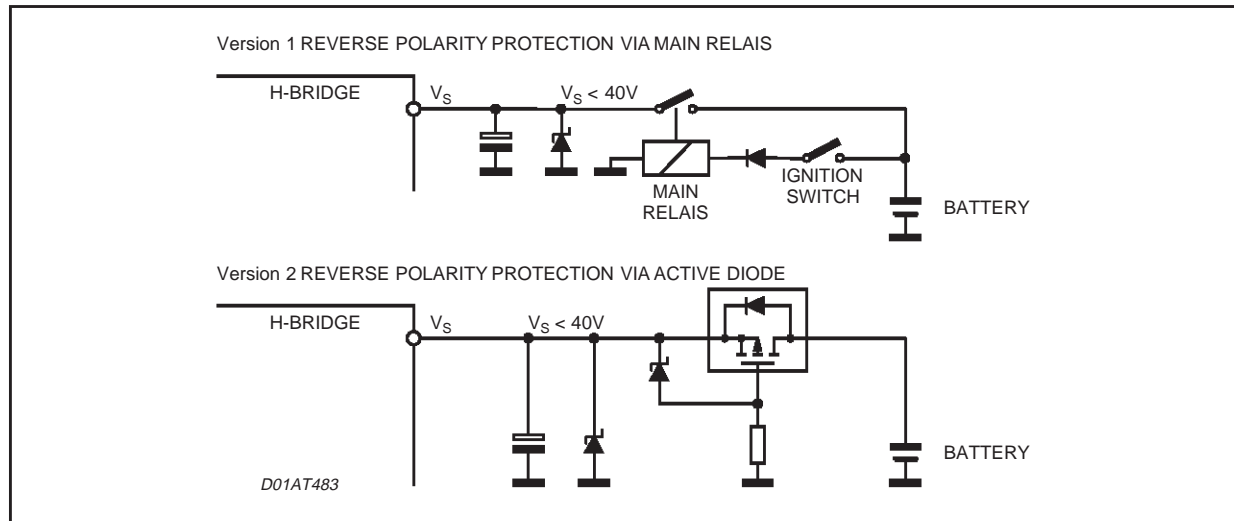 Version 1 REVERSE POLARITY PROTECTION VIA MAIN RELAIS
H-BRIDGE
VS
VS < 40V
MAIN
RELAIS
IGNITION
SWITCH
BATTERY
Version 2 REVERSE POLARITY PROTECTION VIA ACTIVE DIODE
H-BRIDGE
VS
VS < 40V
BATTERY
D01AT483